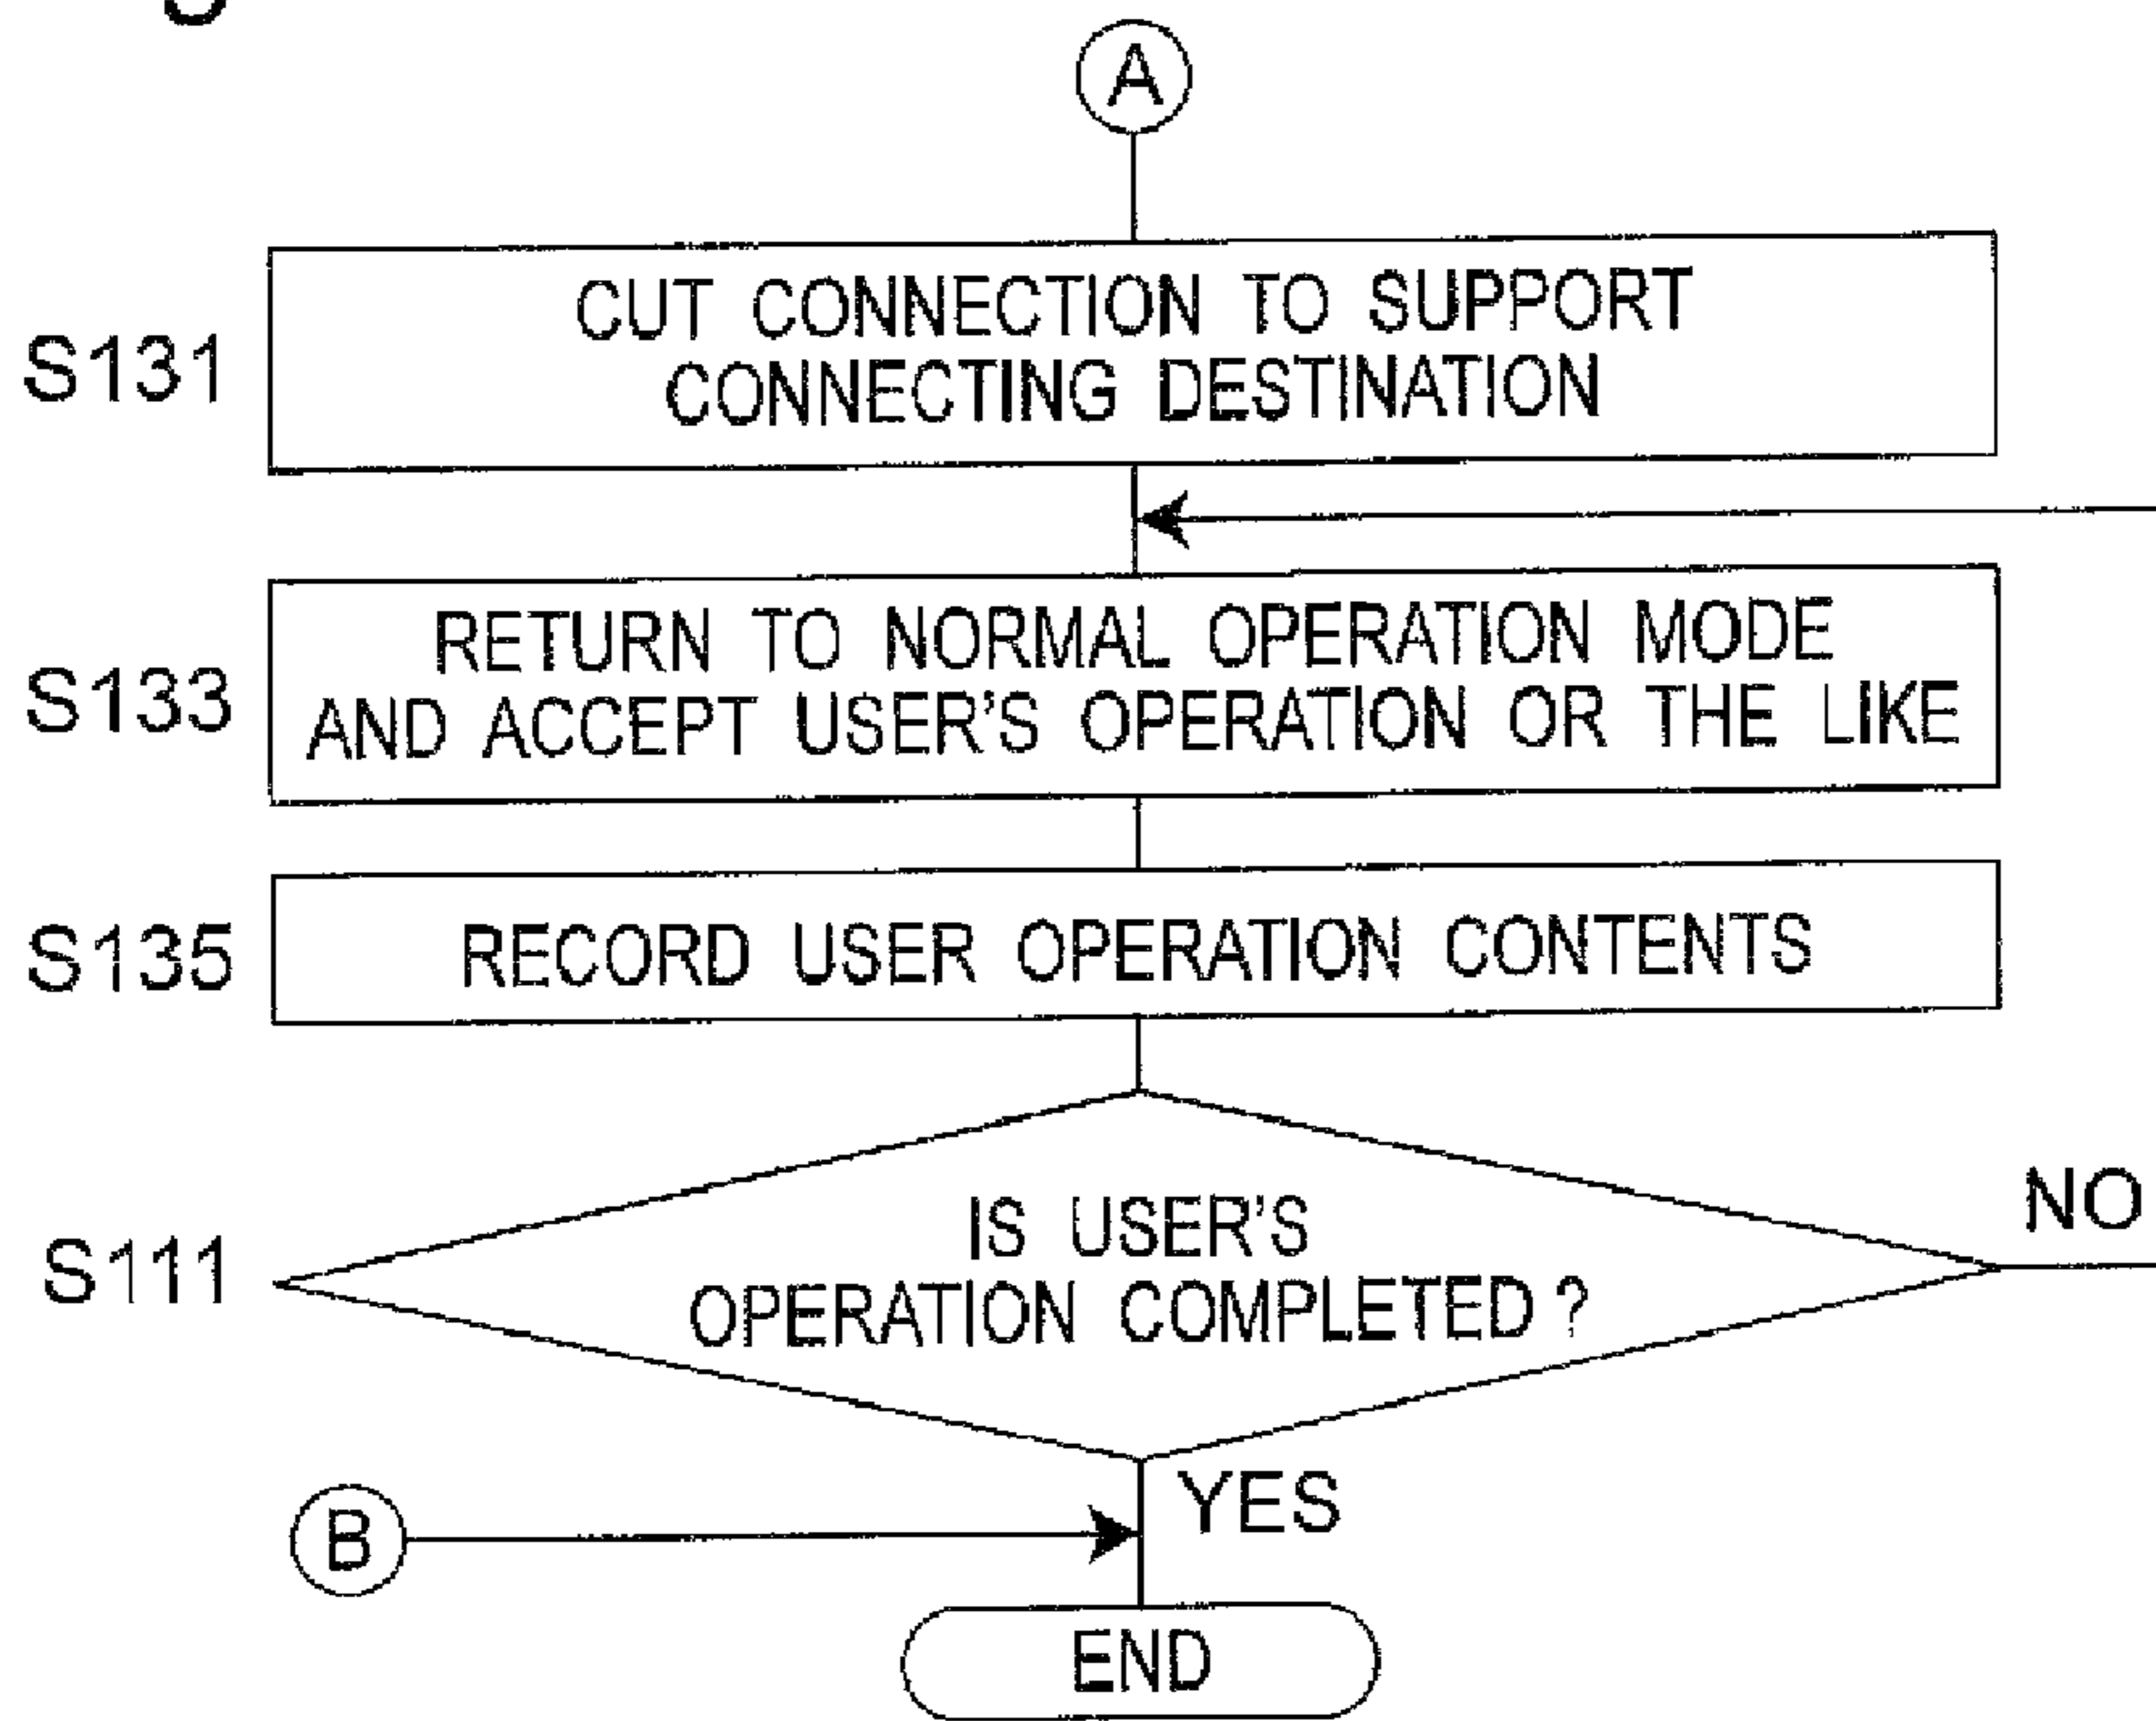 A
S131
CUT CONNECTION TO SUPPORT
CONNECTING DESTINATION
S133
RETURN TO NORMAL OPERATION MODE
AND ACCEPT USER'S OPERATION OR THE LIKE
S135
RECORD USER OPERATION CONTENTS
S111
IS USER'S
OPERATION COMPLETED ?
NO
YES
B
END